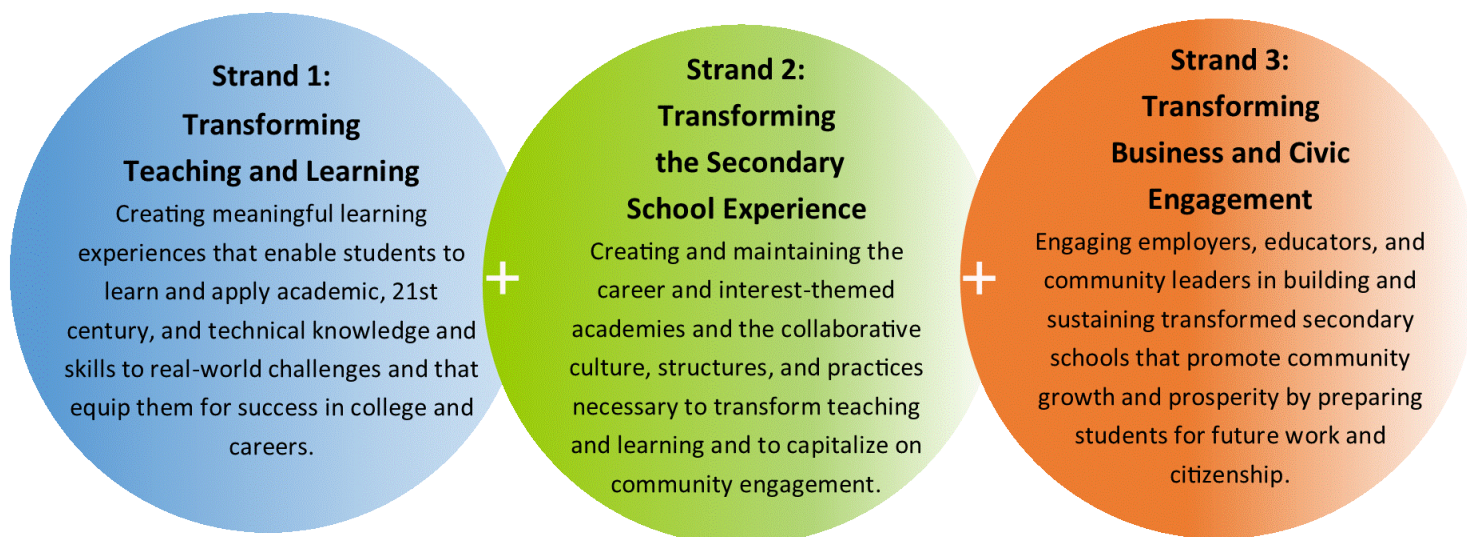 Strand 1:
Transforming
Teaching and Learning
Creating meaningful learning
experiences that enable students to
learn and apply academic, 21st
century, and technical knowledge and
skills to real-world challenges and that
equip them for success in college and
careers.
+
Strand 2:
Transforming
the Secondary
School Experience
Creating and maintaining the
career and interest-themed
academies and the collaborative
culture, structures, and practices
necessary to transform teaching
and learning and to capitalize on
community engagement.
+
Strand 3:
Transforming
Business and Civic
Engagement
Engaging employers, educators, and
community leaders in building and
sustaining transformed secondary
schools that promote community
growth and prosperity by preparing
students for future work and
citizenship.